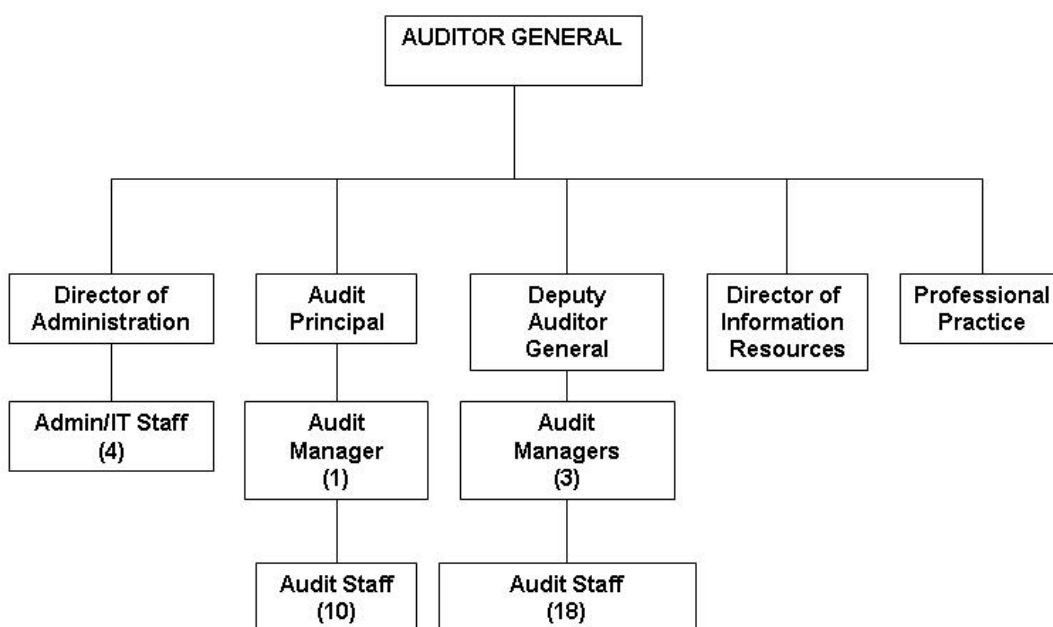 AUDITOR GENERAL
Director of
Administration
Audit
Principal
Deputy
Auditor
General
Director of
Information
Resources
Professional
Practice
Admin/IT Staff
(4)
Audit
Manager
(1)
Audit
Managers
(3)
Audit Staff
(10)
Audit Staff
(18)